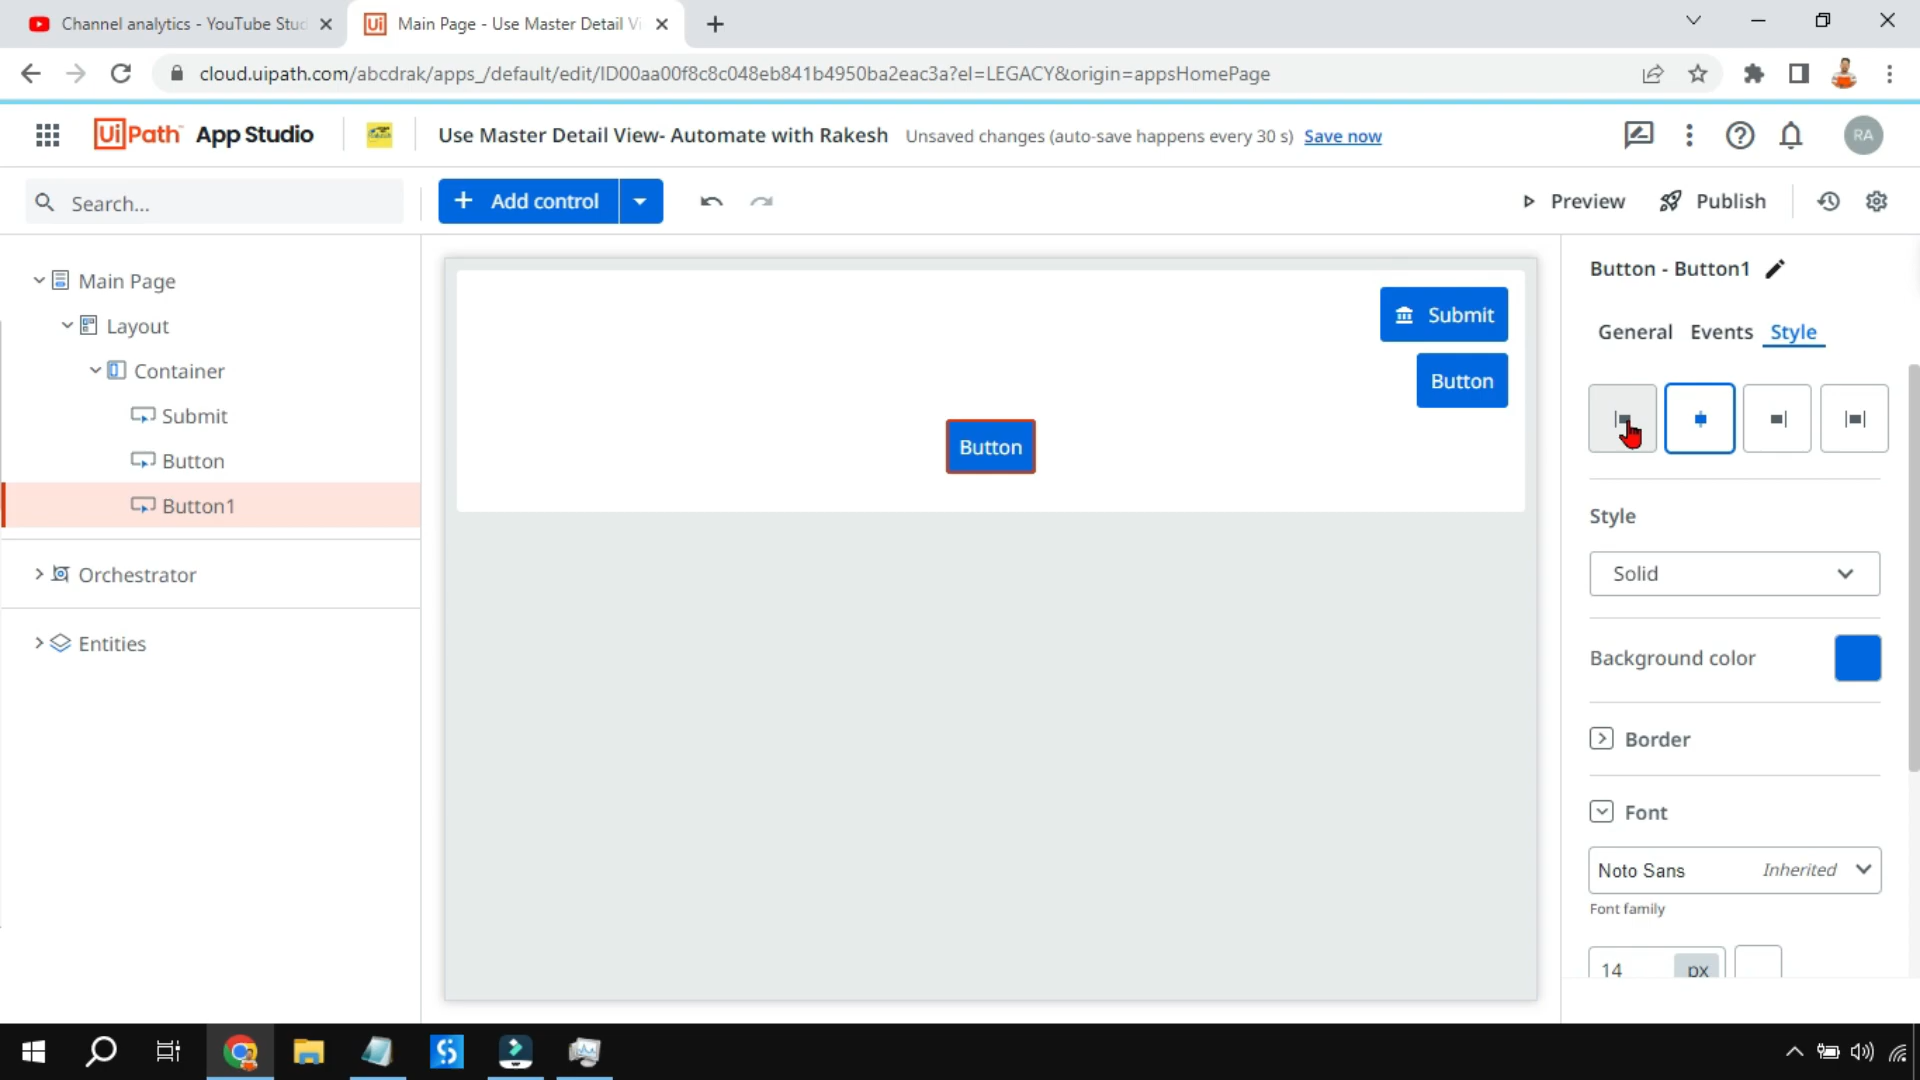 Channel analytics - YouTube Stud
Main Page - Use Master Detail Vi
cloud.uipath.com/abcdrak/apps_/default/edit/ID00aa00f8c8c048eb841b4950ba2eac3a?el=LEGACY&origin=appsHomePage
UiPath App Studio
Use Master Detail View- Automate with Rakesh
Unsaved changes (auto-save happens every 30 s) Save now
RA
Search...
+ Add control
Preview
Publish
Main Page
Layout
Container
Submit
Button
Button1
Orchestrator
Entities
Submit
Button
Button
Button - Button1
General Events Style
Style
Solid
Background color
Border
Font
Noto Sans Inherited
Font family
14 px